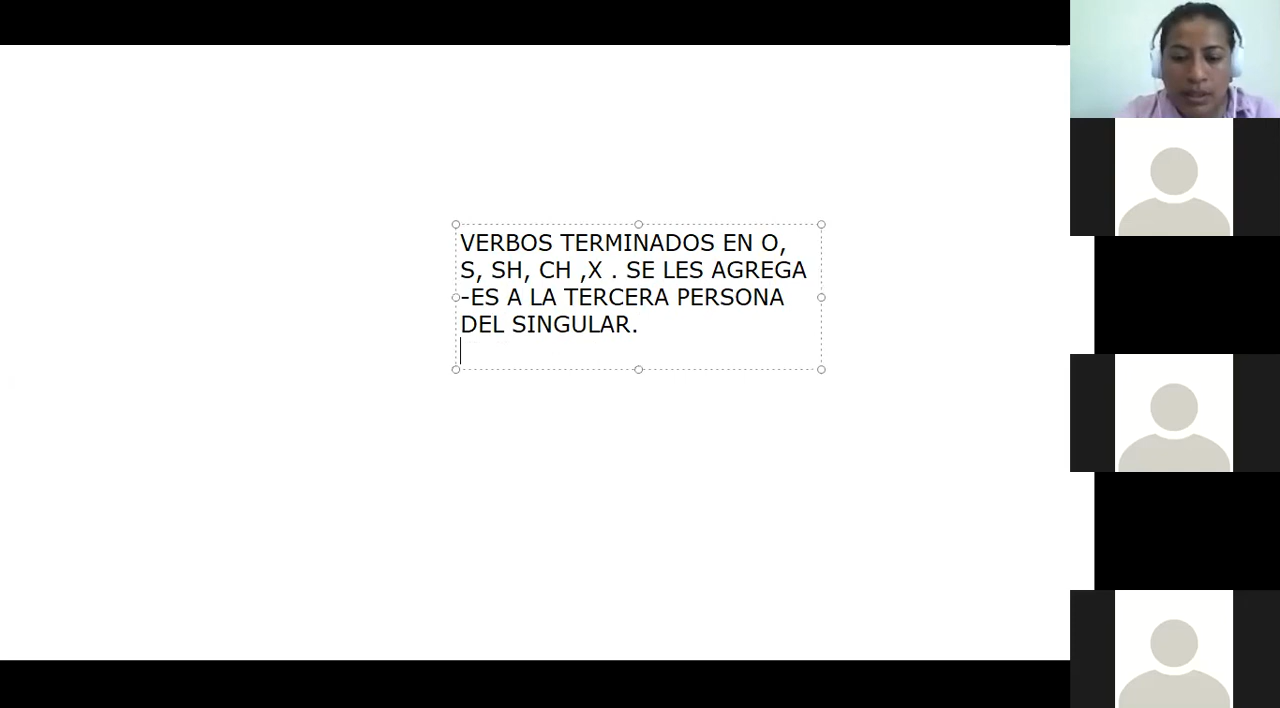 VERBOS TERMINADOS EN O,
S, SH, CH ,X . SE LES AGREGA
-ES A LA TERCERA PERSONA
DEL SINGULAR.